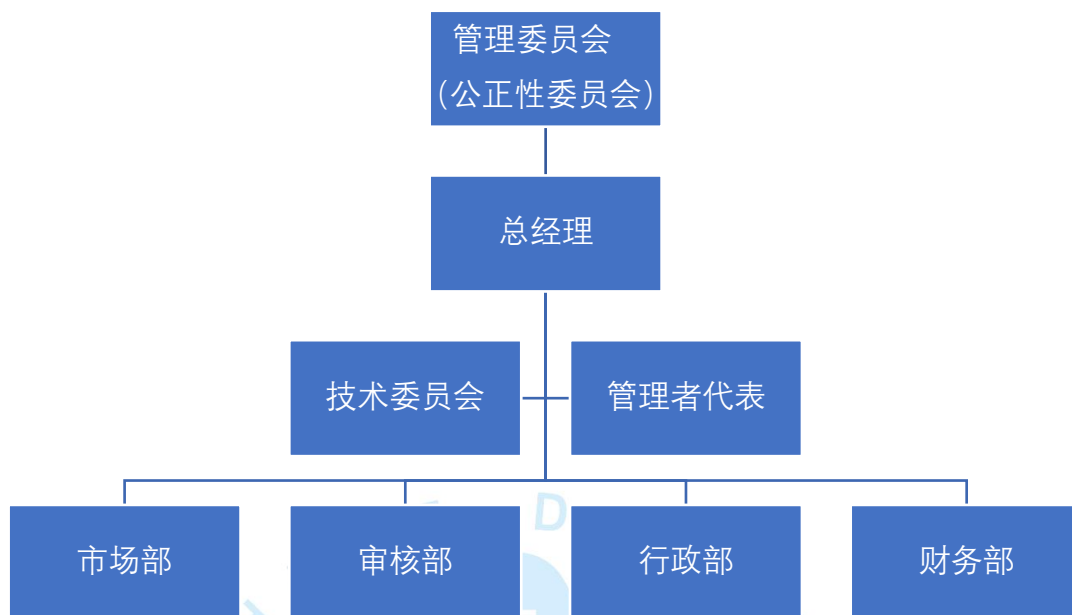 管理委员会
(公正性委员会)
总经理
技术委员会
管理者代表
市场部
审核部
行政部
财务部
D